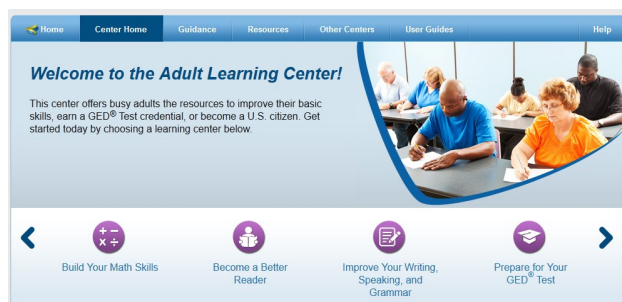 Home Center Home Guidance Resources Other Centers User Guides Help
Welcome to the Adult Learning Center!
This center offers busy adults the resources to improve their basic
skills, earn a GED® Test credential, or become a U.S. citizen. Get
started today by choosing a learning center below.
Build Your Math Skills
Become a Better
Reader
Improve Your Writing,
Speaking, and
Grammar
Prepare for Your
GED® Test